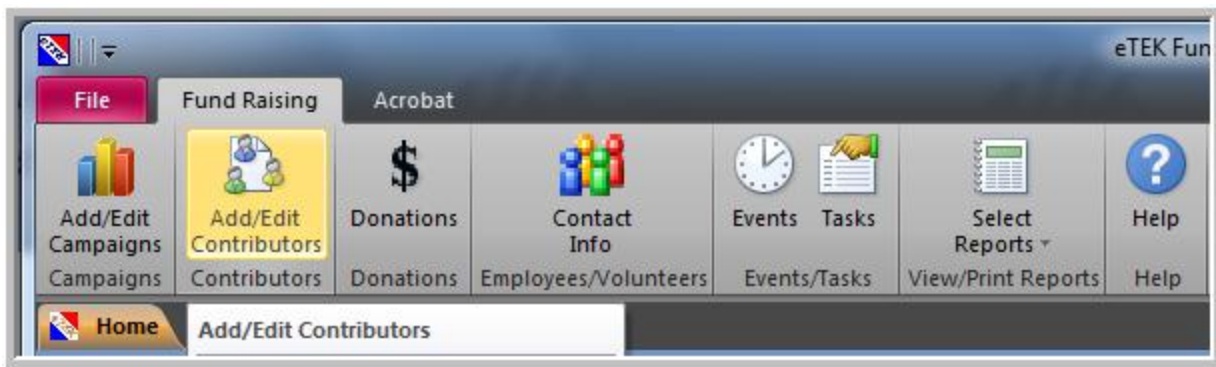 eTEK
eTEK Fun
File Fund Raising Acrobat
$
?
Add/Edit Campaigns
Add/Edit Contributors
Donations
Contact Info
Events Tasks
Select Reports
Help
Campaigns Contributors Donations Employees/Volunteers Events/Tasks View/Print Reports Help
Home
Add/Edit Contributors